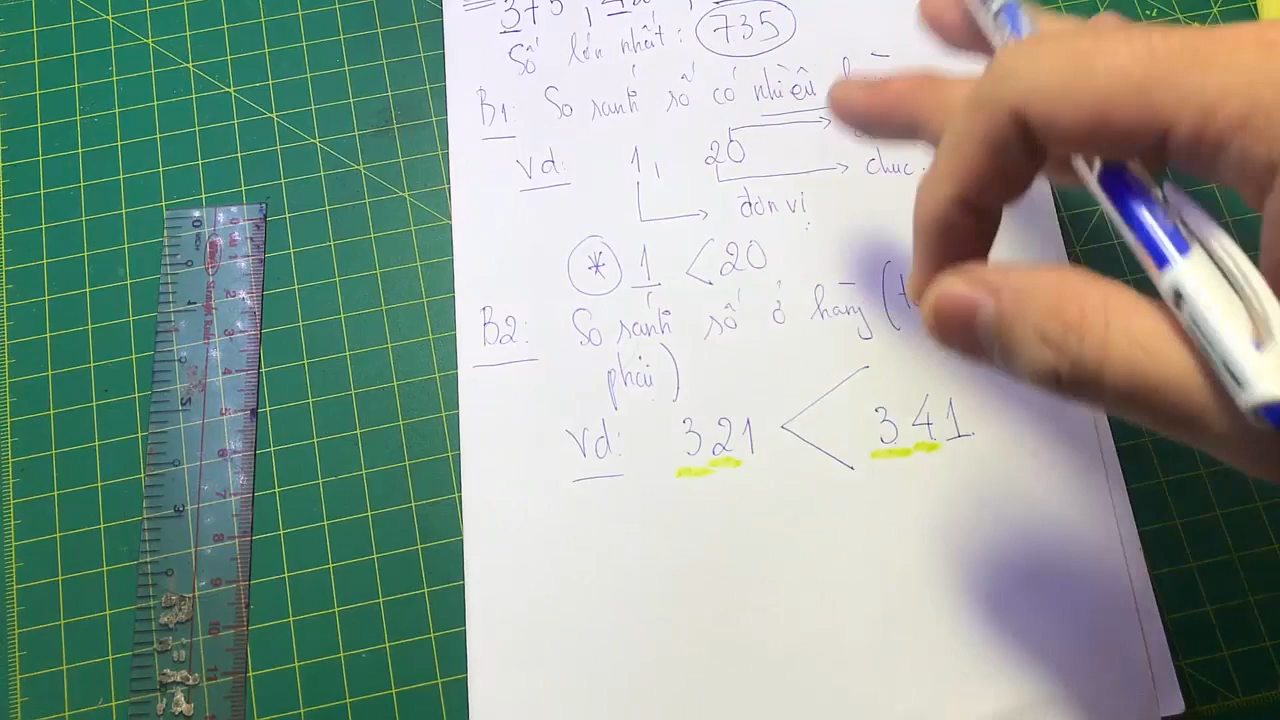 Số lớn nhất: 735
B1: So sánh số có nhiều
vd: 1, 20
chục.
đơn vị
* 1 < 20
B2: So sánh số ở hàng (
phải)
vd: 321 < 341